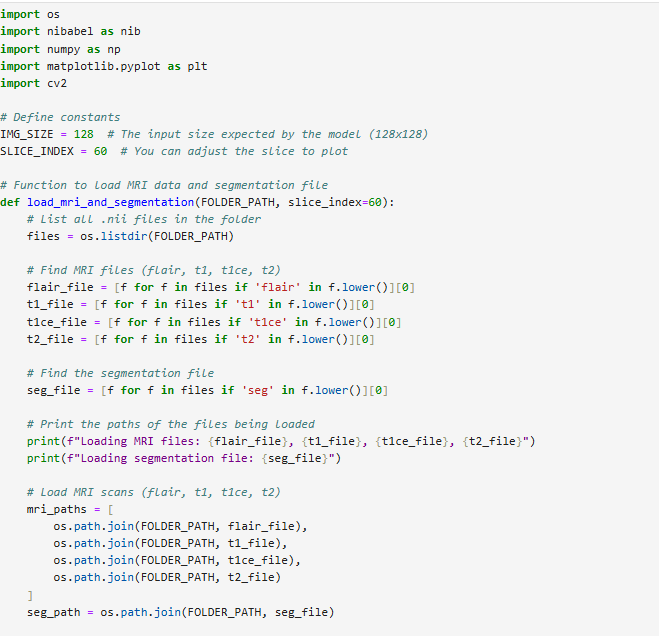 import os
import nibabel as nib
import numpy as np
import matplotlib.pyplot as plt
import cv2

# Define constants
IMG_SIZE = 128  # The input size expected by the model (128x128)
SLICE_INDEX = 60  # You can adjust the slice to plot

# Function to load MRI data and segmentation file
def load_mri_and_segmentation(FOLDER_PATH, slice_index=60):
    # List all .nii files in the folder
    files = os.listdir(FOLDER_PATH)

    # Find MRI files (flair, t1, t1ce, t2)
    flair_file = [f for f in files if 'flair' in f.lower()][0]
    t1_file = [f for f in files if 't1' in f.lower()][0]
    t1ce_file = [f for f in files if 't1ce' in f.lower()][0]
    t2_file = [f for f in files if 't2' in f.lower()][0]

    # Find the segmentation file
    seg_file = [f for f in files if 'seg' in f.lower()][0]

    # Print the paths of the files being loaded
    print(f"Loading MRI files: {flair_file}, {t1_file}, {t1ce_file}, {t2_file}")
    print(f"Loading segmentation file: {seg_file}")

    # Load MRI scans (flair, t1, t1ce, t2)
    mri_paths = [
        os.path.join(FOLDER_PATH, flair_file),
        os.path.join(FOLDER_PATH, t1_file),
        os.path.join(FOLDER_PATH, t1ce_file),
        os.path.join(FOLDER_PATH, t2_file)
    ]
    seg_path = os.path.join(FOLDER_PATH, seg_file)